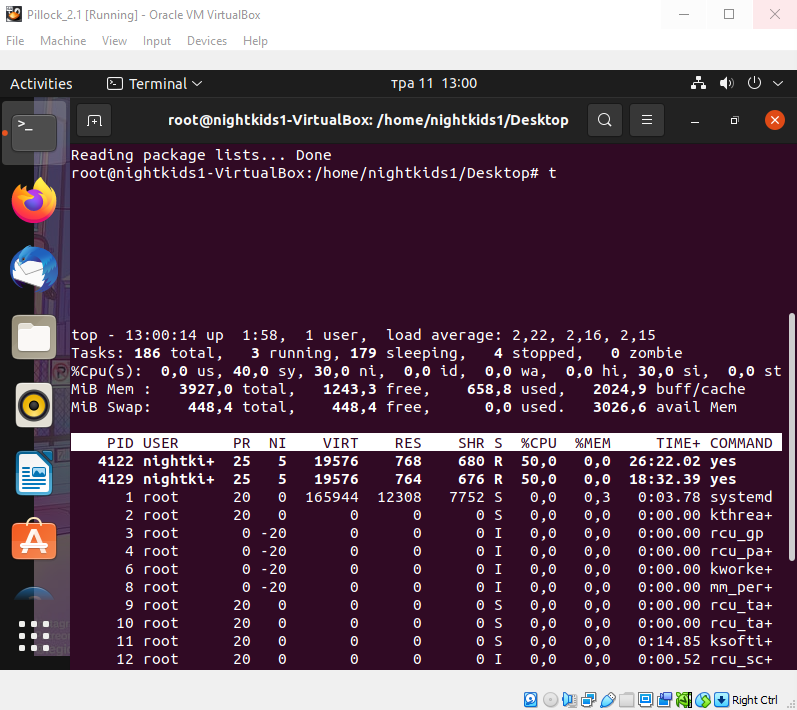 Pillock_2.1 [Running] - Oracle VM VirtualBox
File Machine View Input Devices Help
Activities Terminal тра 11 13:00
root@nightkids1-VirtualBox: /home/nightkids1/Desktop
Reading package lists... Done
root@nightkids1-VirtualBox:/home/nightkids1/Desktop# t
top - 13:00:14 up  1:58,  1 user,  load average: 2,22, 2,16, 2,15
Tasks: 186 total,   3 running, 179 sleeping,   4 stopped,   0 zombie
%Cpu(s):  0,0 us, 40,0 sy, 30,0 ni,  0,0 id,  0,0 wa,  0,0 hi, 30,0 si,  0,0 st
MiB Mem :   3927,0 total,   1243,3 free,    658,8 used,   2024,9 buff/cache
MiB Swap:    448,4 total,    448,4 free,      0,0 used.   3026,6 avail Mem
PID USER      PR  NI    VIRT    RES    SHR S  %CPU  %MEM     TIME+ COMMAND
4122 nightki+  25   5   19576    768    680 R  50,0   0,0  26:22.02 yes
4129 nightki+  25   5   19576    764    676 R  50,0   0,0  18:32.39 yes
1 root      20   0  165944  12308   7752 S   0,0   0,3   0:03.78 systemd
2 root      20   0       0      0      0 S   0,0   0,0   0:00.00 kthrea+
3 root       0 -20       0      0      0 I   0,0   0,0   0:00.00 rcu_gp
4 root       0 -20       0      0      0 I   0,0   0,0   0:00.00 rcu_pa+
6 root       0 -20       0      0      0 I   0,0   0,0   0:00.00 kworke+
8 root       0 -20       0      0      0 I   0,0   0,0   0:00.00 mm_per+
9 root      20   0       0      0      0 S   0,0   0,0   0:00.00 rcu_ta+
10 root      20   0       0      0      0 S   0,0   0,0   0:00.00 rcu_ta+
11 root      20   0       0      0      0 S   0,0   0,0   0:14.85 ksofti+
12 root      20   0       0      0      0 I   0,0   0,0   0:00.52 rcu_sc+
Right Ctrl